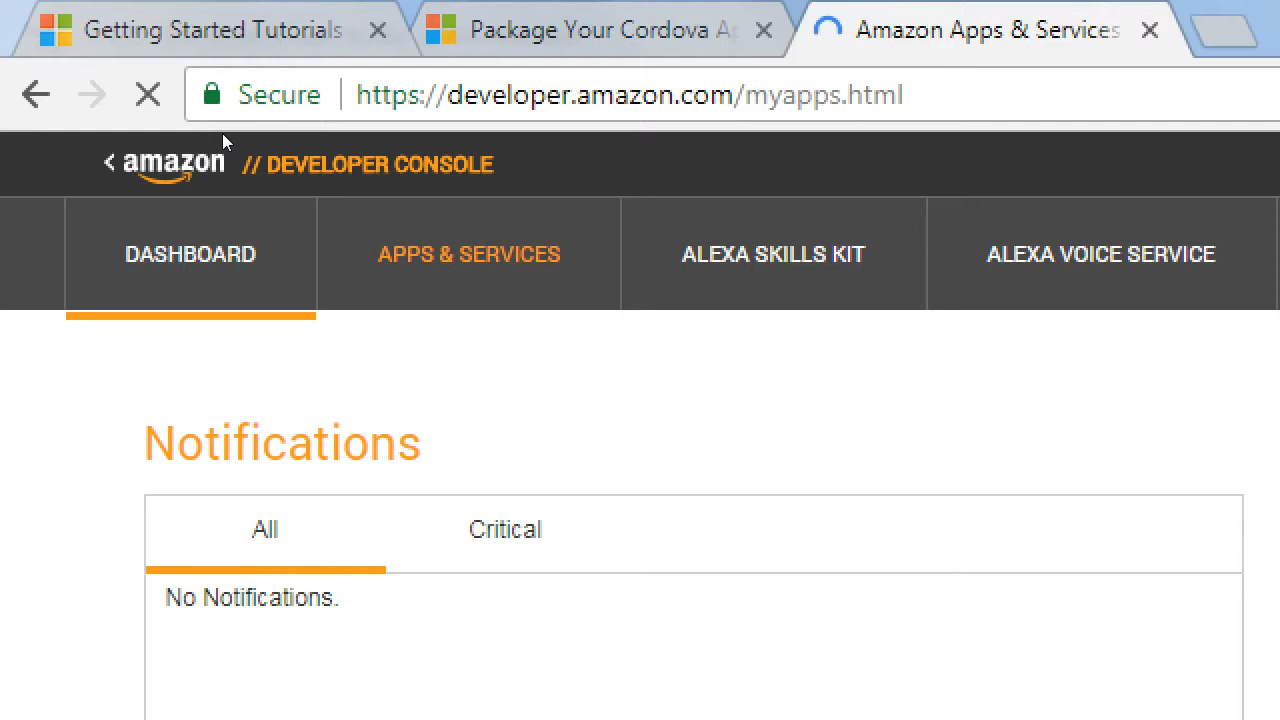 Getting Started Tutorials
Package Your Cordova Ap
Amazon Apps & Services
Secure
https://developer.amazon.com/myapps.html
amazon // DEVELOPER CONSOLE
DASHBOARD
APPS & SERVICES
ALEXA SKILLS KIT
ALEXA VOICE SERVICE
Notifications
All
Critical
No Notifications.